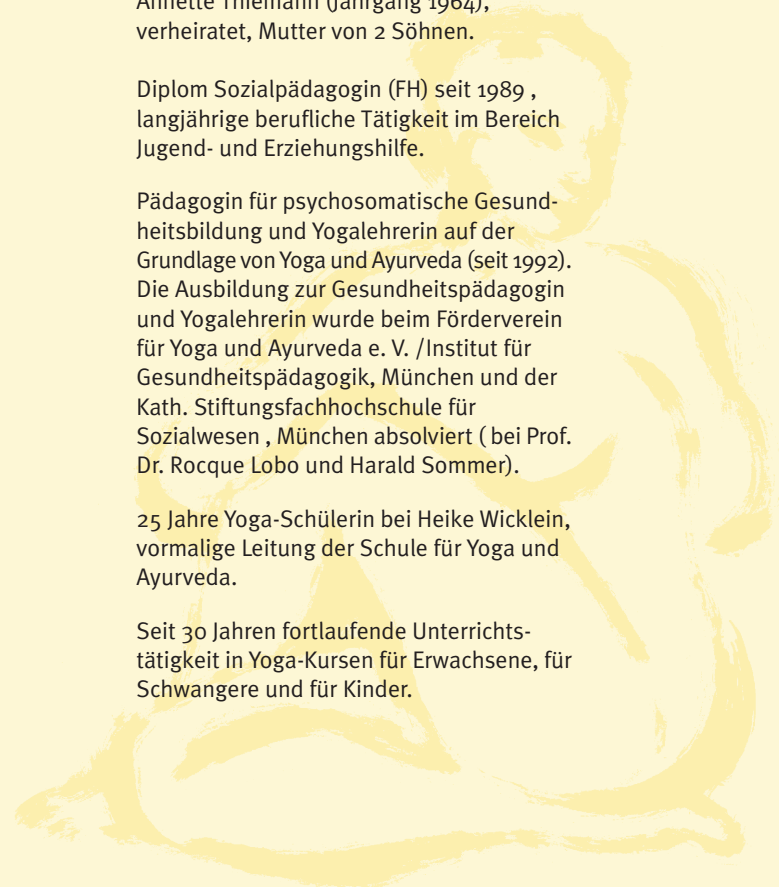 Annette Thiemann (Jahrgang 1964),
verheiratet, Mutter von 2 Söhnen.
Diplom Sozialpädagogin (FH) seit 1989 ,
langjährige berufliche Tätigkeit im Bereich
Jugend- und Erziehungshilfe.
Pädagogin für psychosomatische Gesund-
heitsbildung und Yogalehrerin auf der
Grundlage von Yoga und Ayurveda (seit 1992).
Die Ausbildung zur Gesundheitspädagogin
und Yogalehrerin wurde beim Förderverein
für Yoga und Ayurveda e. V. /Institut für
Gesundheitspädagogik, München und der
Kath. Stiftungsfachhochschule für
Sozialwesen , München absolviert ( bei Prof.
Dr. Rocque Lobo und Harald Sommer).
25 Jahre Yoga-Schülerin bei Heike Wicklein,
vormalige Leitung der Schule für Yoga und
Ayurveda.
Seit 30 Jahren fortlaufende Unterrichts-
tätigkeit in Yoga-Kursen für Erwachsene, für
Schwangere und für Kinder.